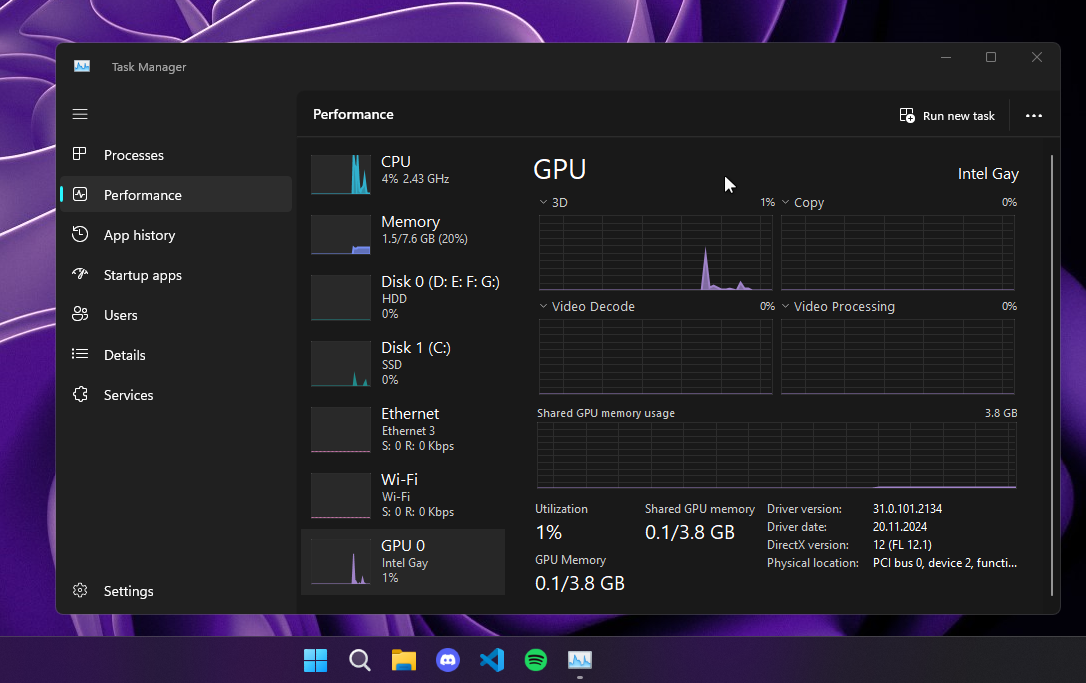 Task Manager
Performance
Run new task
Processes
Performance
App history
Startup apps
Users
Details
Services
Settings
CPU
4% 2.43 GHz
Memory
1.5/7.6 GB (20%)
Disk 0 (D: E: F: G:)
HDD
0%
Disk 1 (C:)
SSD
0%
Ethernet
Ethernet 3
S: 0 R: 0 Kbps
Wi-Fi
Wi-Fi
S: 0 R: 0 Kbps
GPU 0
Intel Gay
1%
GPU
Intel Gay
3D 1%
Copy 0%
Video Decode 0%
Video Processing 0%
Shared GPU memory usage 3.8 GB
Utilization
1%
Shared GPU memory
0.1/3.8 GB
GPU Memory
0.1/3.8 GB
Driver version: 31.0.101.2134
Driver date: 20.11.2024
DirectX version: 12 (FL 12.1)
Physical location: PCI bus 0, device 2, functi...